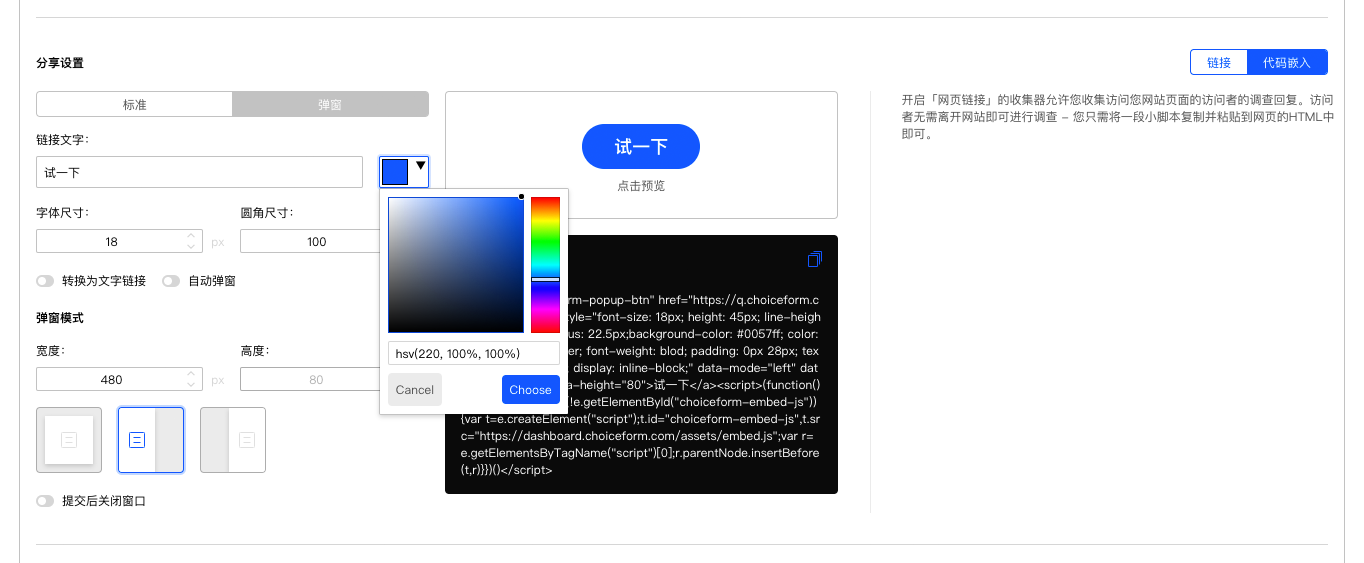 分享设置
链接
代码嵌入
标准
弹窗
链接文字：
试一下
字体尺寸：
圆角尺寸：
18
px
100
转换为文字链接
自动弹窗
弹窗模式
宽度：
高度：
480
px
80
提交后关闭窗口
hsv(220, 100%, 100%)
Cancel
Choose
试一下
点击预览
rm-popup-btn" href="https://q.choiceform.c
tyle="font-size: 18px; height: 45px; line-heigh
us: 22.5px;background-color: #0057ff; color:
er; font-weight: blod; padding: 0px 28px; tex
display: inline-block;" data-mode="left" dat
a-height="80">试一下</a><script>(function()
(!e.getElementById("choiceform-embed-js"))
{var t=e.createElement("script");t.id="choiceform-embed-js",t.sr
c="https://dashboard.choiceform.com/assets/embed.js";var r=
e.getElementsByTagName("script")[0];r.parentNode.insertBefore
(t,r)}})()</script>
开启「网页链接」的收集器允许您收集访问您网站页面的访问者的调查回复。访问
者无需离开网站即可进行调查 – 您只需将一段小脚本复制并粘贴到网页的HTML中
即可。